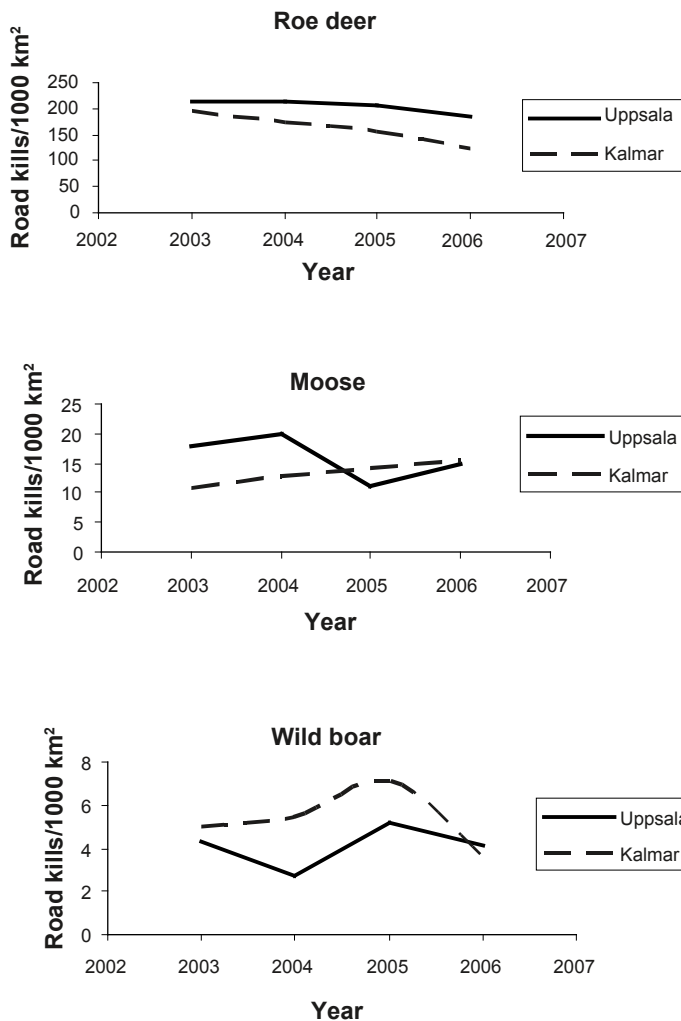 Roe deer
Road kills/1000 km²
250
200
150
100
50
0
2002 2003 2004 2005 2006 2007
Year
Uppsala
Kalmar
Moose
Road kills/1000 km²
25
20
15
10
5
0
2002 2003 2004 2005 2006 2007
Year
Uppsala
Kalmar
Wild boar
Road kills/1000 km²
8
6
4
2
0
2002 2003 2004 2005 2006 2007
Year
Uppsala
Kalmar